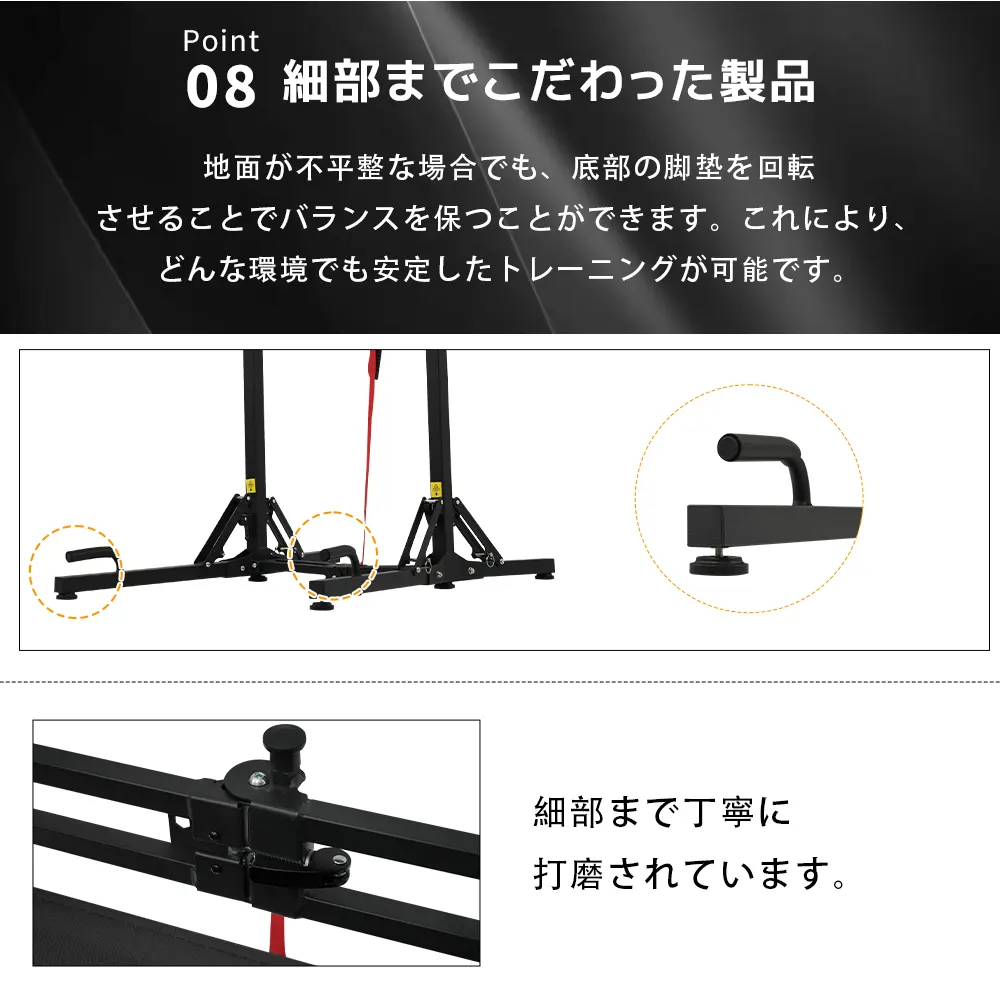 Point
08 細部までこだわった製品
地面が不平整な場合でも、底部の脚垫を回転
させることでバランスを保つことができます。これにより、
どんな環境でも安定したトレーニングが可能です。
細部まで丁寧に
打磨されています。